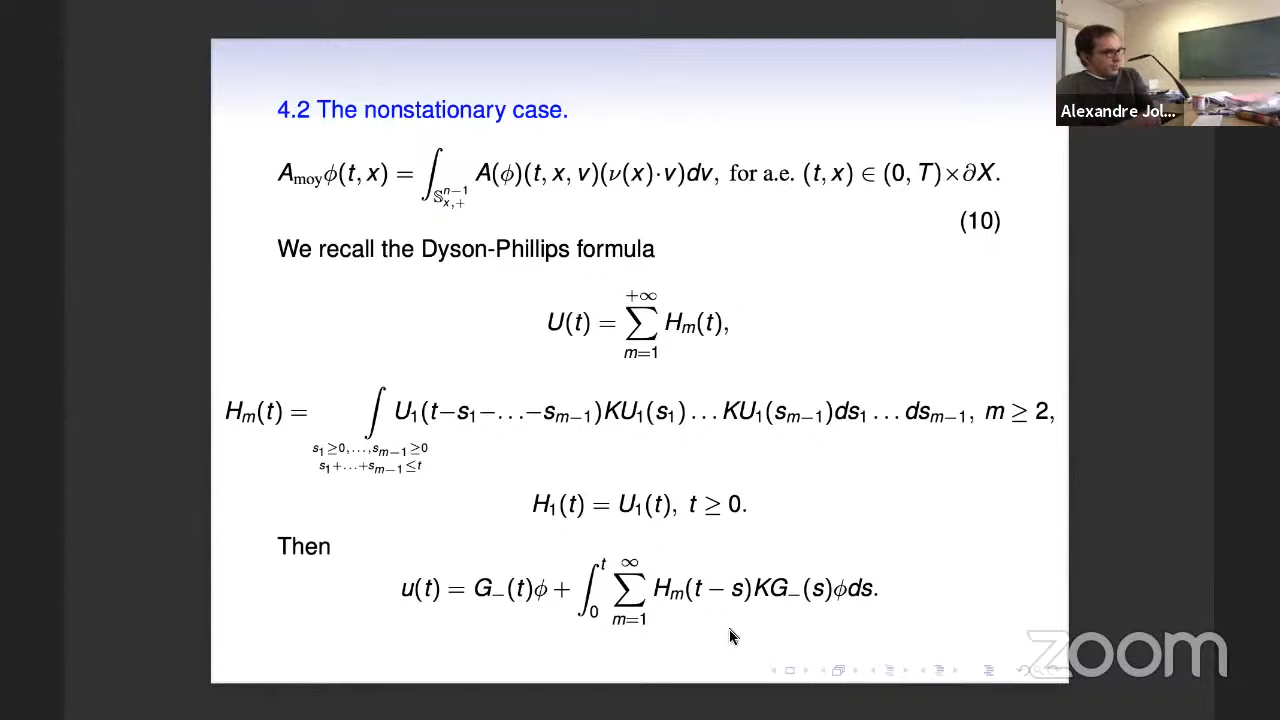 4.2 The nonstationary case.
A_moy ϕ(t, x) = ∫_{𝕊^{n−1}_{x,+}} A(ϕ)(t, x, v)(ν(x)·v)dv, for a.e. (t, x) ∈ (0, T)×∂X.
(10)
We recall the Dyson-Phillips formula
U(t) = ∑_{m=1}^{+∞} H_m(t),
H_m(t) = ∫_{s_1≥0,…,s_{m−1}≥0 s_1+…+s_{m−1}≤t} U_1(t−s_1−…−s_{m−1})KU_1(s_1)…KU_1(s_{m−1})ds_1…ds_{m−1}, m ≥ 2,
H_1(t) = U_1(t), t ≥ 0.
Then
u(t) = G_−(t)ϕ + ∫_0^t ∑_{m=1}^∞ H_m(t − s)KG_−(s)ϕds.
Alexandre Jol...
zoom